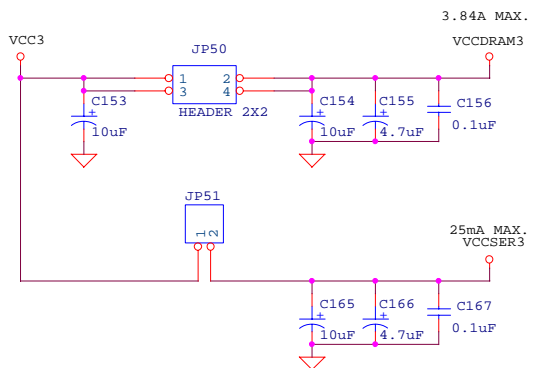 3.84A MAX.
VCC3
JP50
VCCDRAM3
1 2
3 4
C153
+
10uF
HEADER 2X2
C154
+
10uF
C155
+
4.7uF
C156
0.1uF
JP51
1
2
25mA MAX.
VCCSER3
C165
+
10uF
C166
+
4.7uF
C167
0.1uF